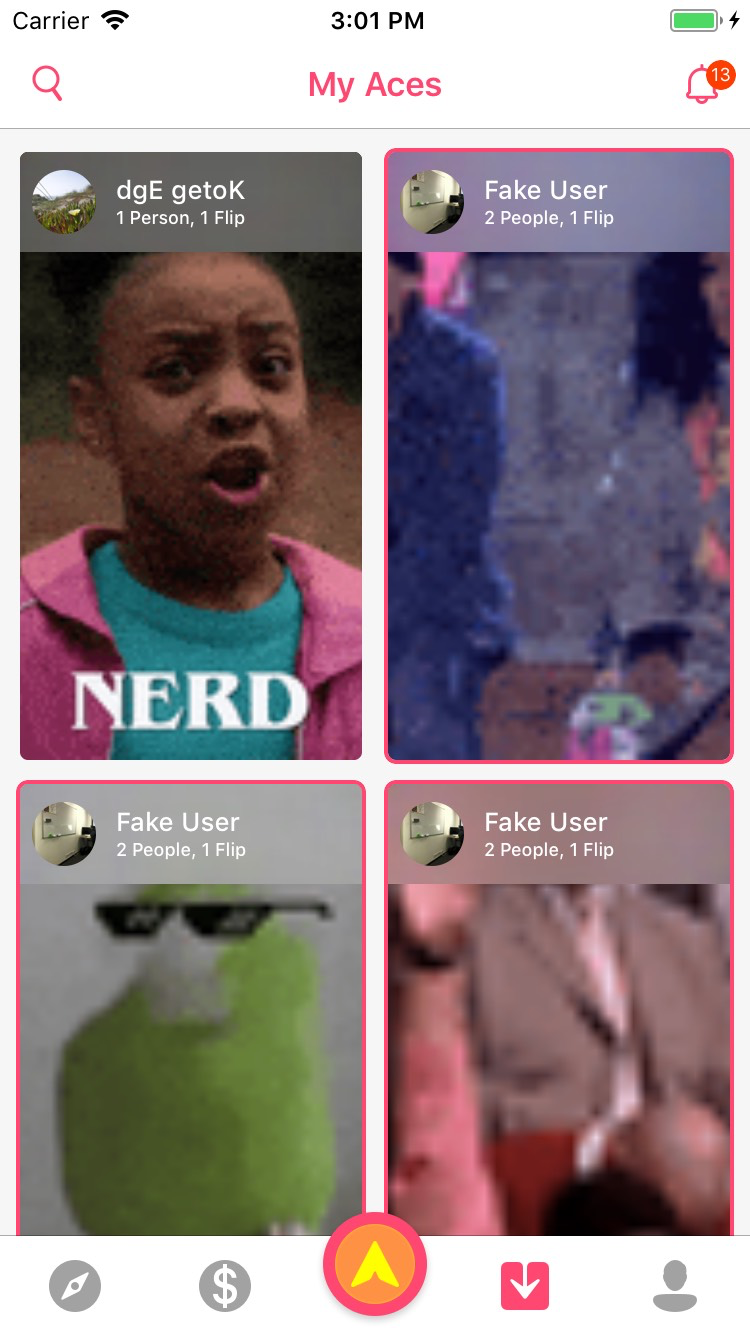 Carrier 3:01 PM
My Aces
13
dgE getoK
1 Person, 1 Flip
Fake User
2 People, 1 Flip
NERD
Fake User
2 People, 1 Flip
Fake User
2 People, 1 Flip
$